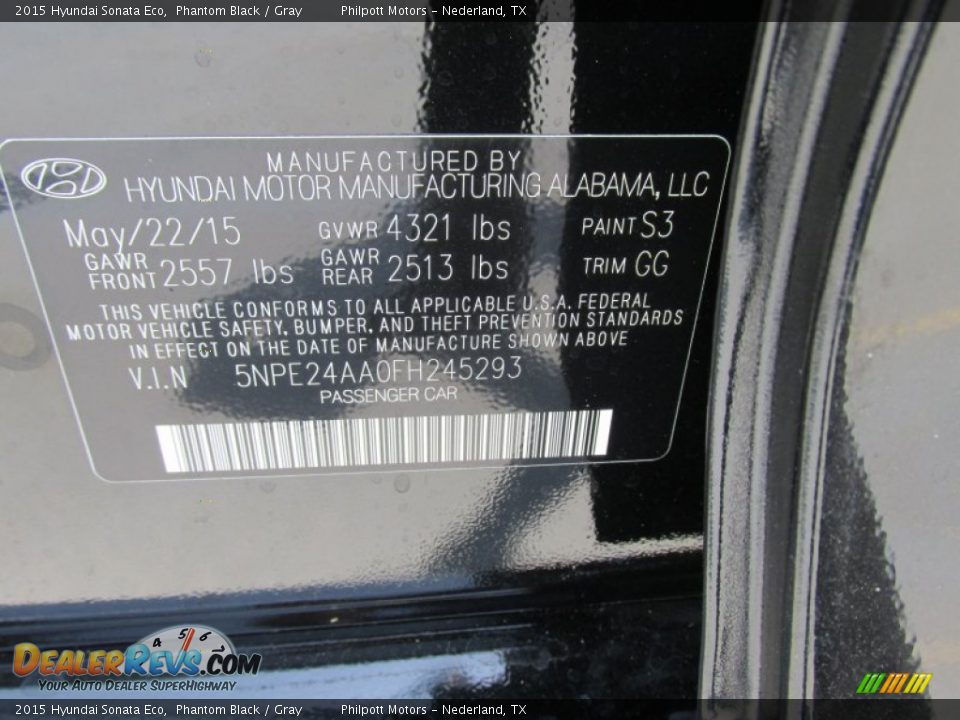 2015 Hyundai Sonata Eco, Phantom Black / Gray Philpott Motors - Nederland, TX
MANUFACTURED BY
HYUNDAI MOTOR MANUFACTURING ALABAMA, LLC
May/22/15 GVWR 4321 lbs PAINT S3
GAWR FRONT 2557 lbs GAWR REAR 2513 lbs TRIM GG
THIS VEHICLE CONFORMS TO ALL APPLICABLE U.S.A. FEDERAL
MOTOR VEHICLE SAFETY, BUMPER, AND THEFT PREVENTION STANDARDS
IN EFFECT ON THE DATE OF MANUFACTURE SHOWN ABOVE
V.I.N 5NPE24AA0FH245293
PASSENGER CAR
4 5 6
DEALERREVS.COM
YOUR AUTO DEALER SUPERHIGHWAY
2015 Hyundai Sonata Eco, Phantom Black / Gray Philpott Motors - Nederland, TX